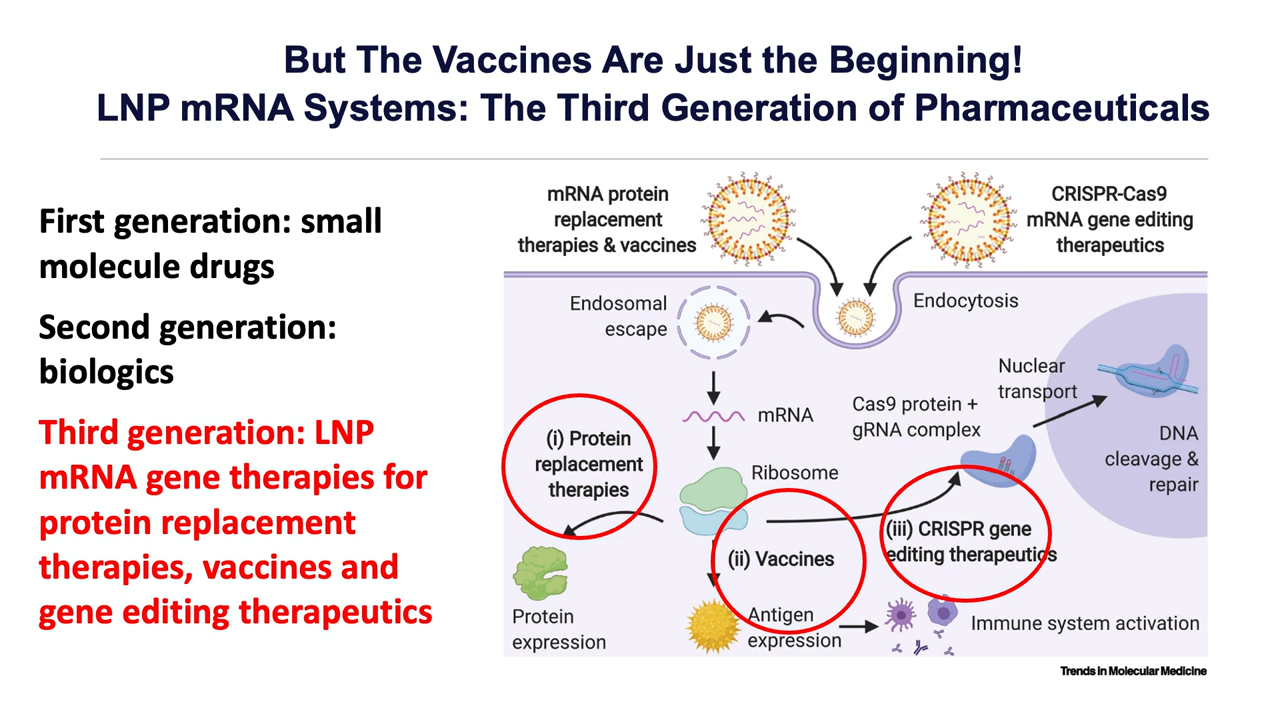 But The Vaccines Are Just the Beginning!
LNP mRNA Systems: The Third Generation of Pharmaceuticals
First generation: small
molecule drugs
Second generation:
biologics
Third generation: LNP
mRNA gene therapies for
protein replacement
therapies, vaccines and
gene editing therapeutics
mRNA protein
replacement
therapies & vaccines
CRISPR-Cas9
mRNA gene editing
therapeutics
Endosomal
escape
Endocytosis
Nuclear
transport
mRNA
Cas9 protein +
gRNA complex
DNA
cleavage &
repair
(i) Protein
replacement
therapies
Ribosome
(ii) Vaccines
(iii) CRISPR gene
editing therapeutics
Protein
expression
Antigen
expression
Immune system activation
Trends in Molecular Medicine